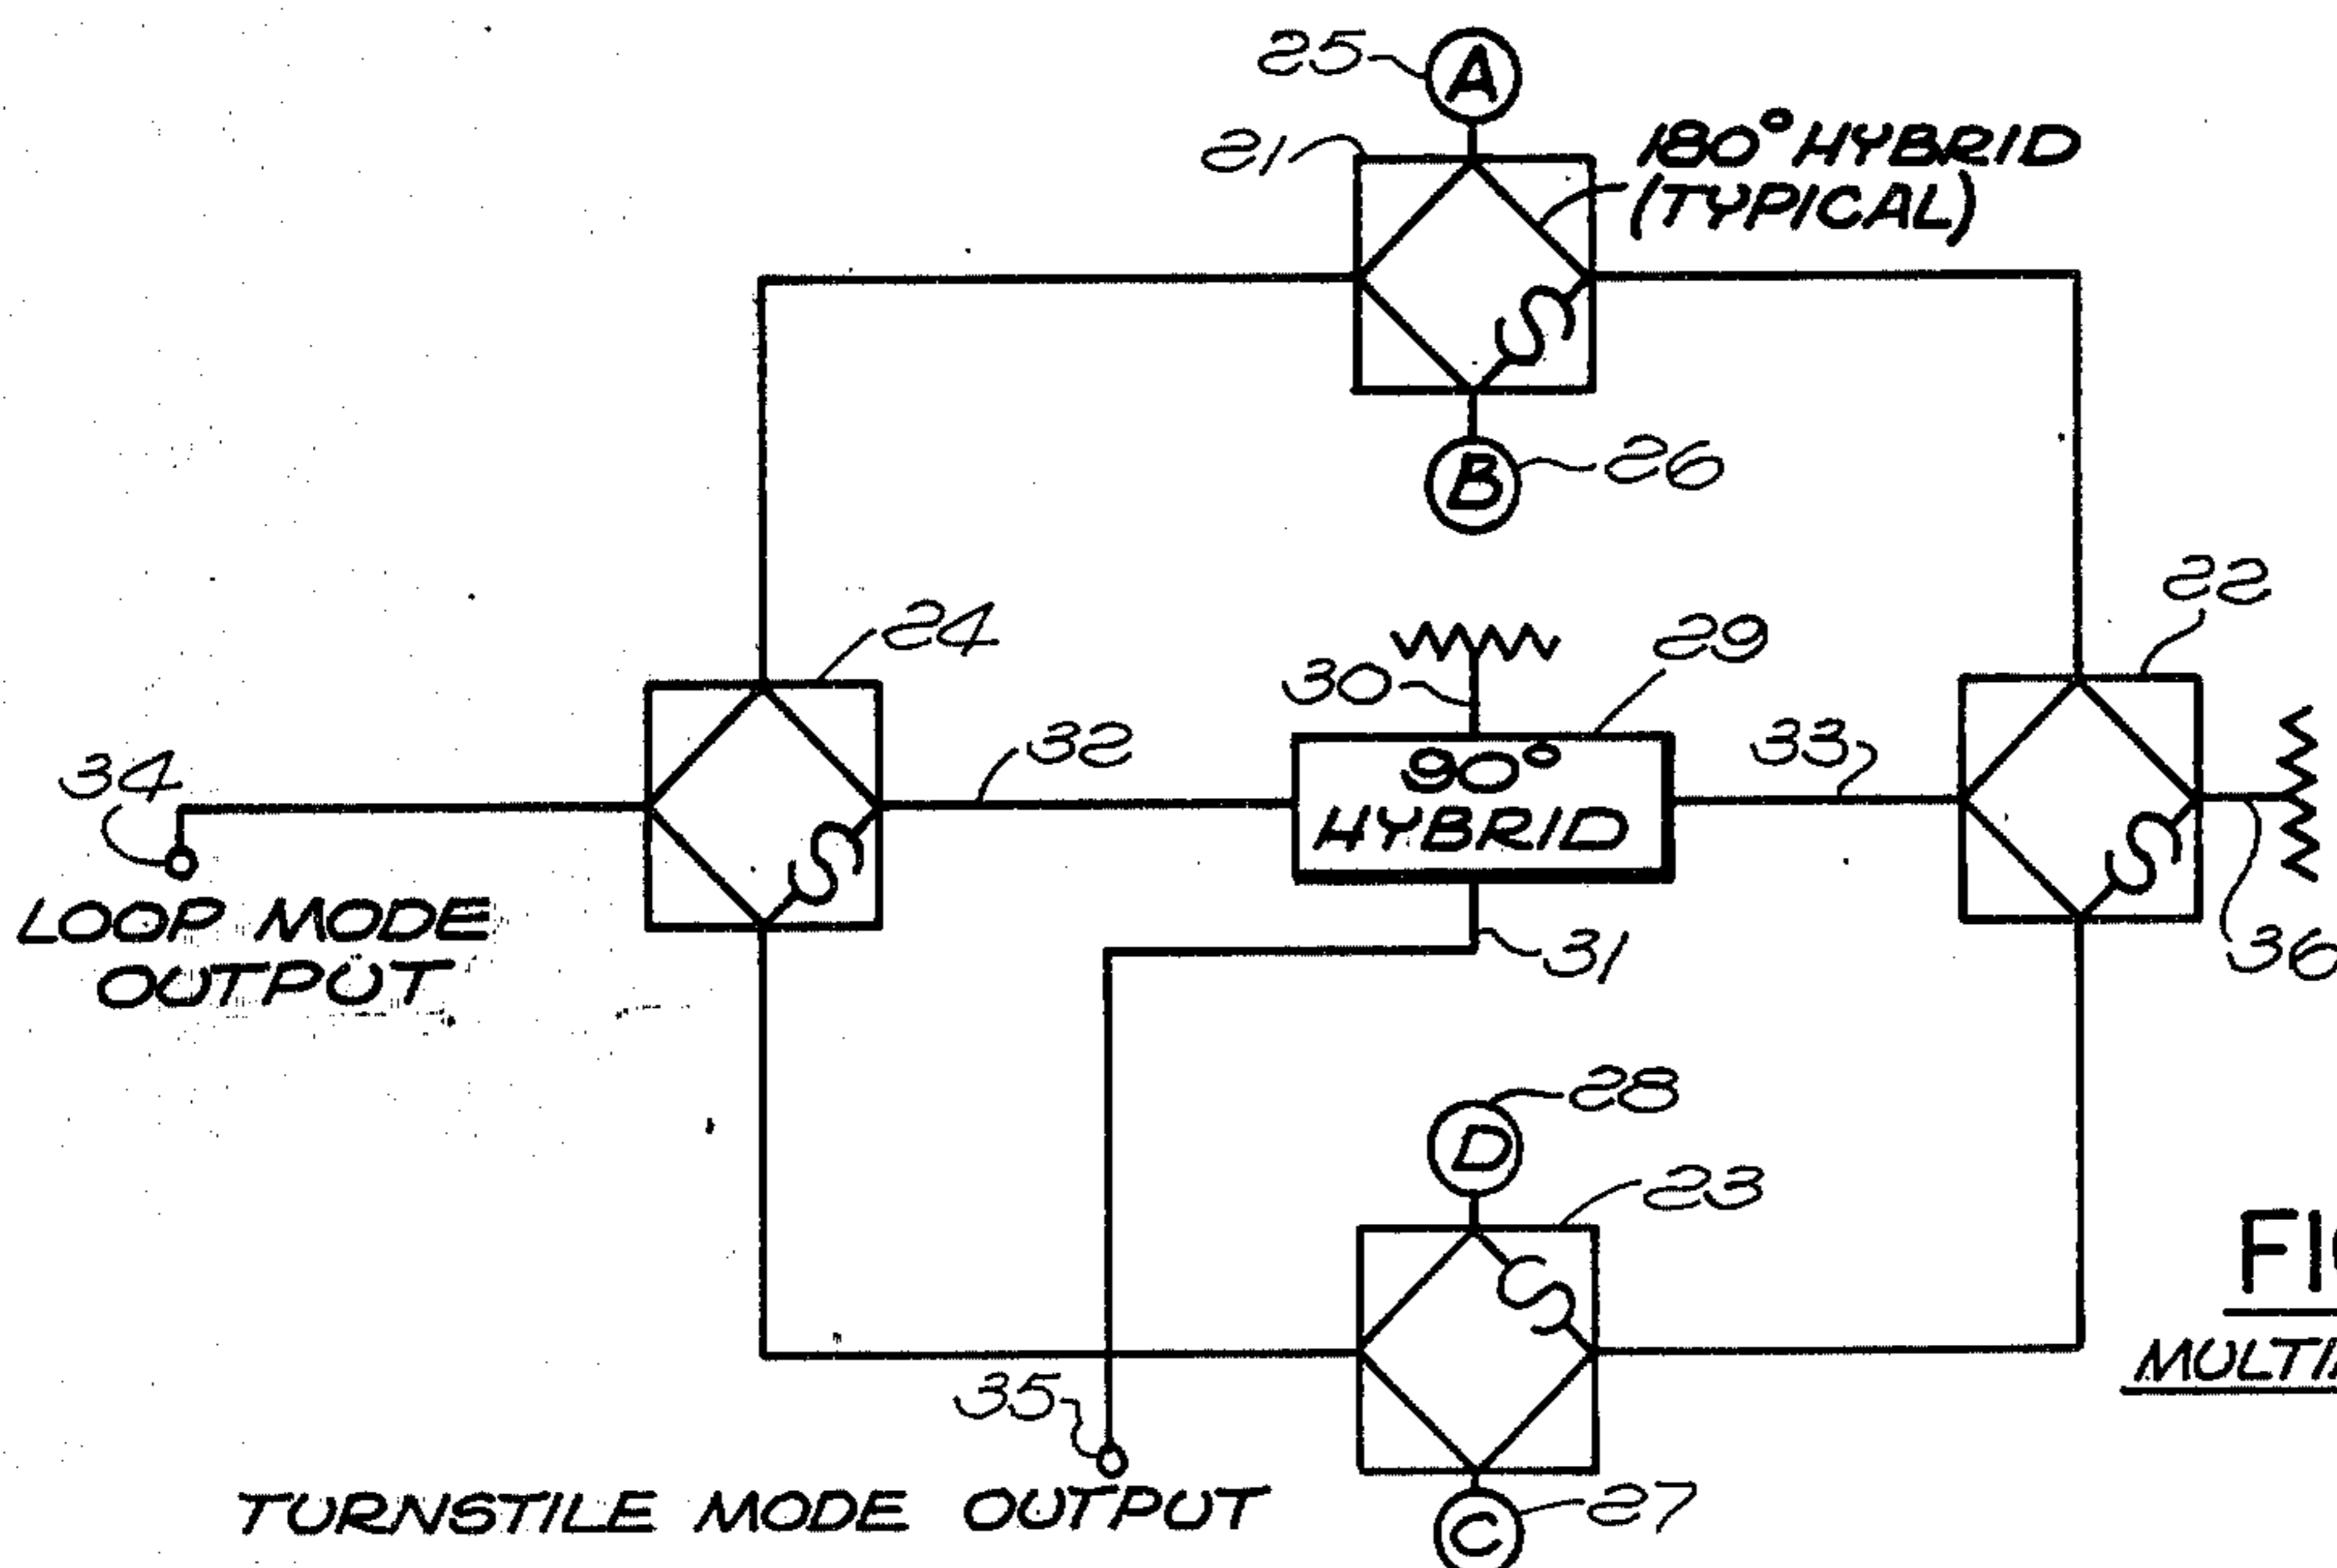 25
A
21
180° HYBRID
(TYPICAL)
S
B
26
22
24
29
30
32
33
34
90°
HYBRID
S
S
LOOP MODE
OUTPUT
31
36
D
28
23
S
35
TURNSTILE MODE OUTPUT
C
27